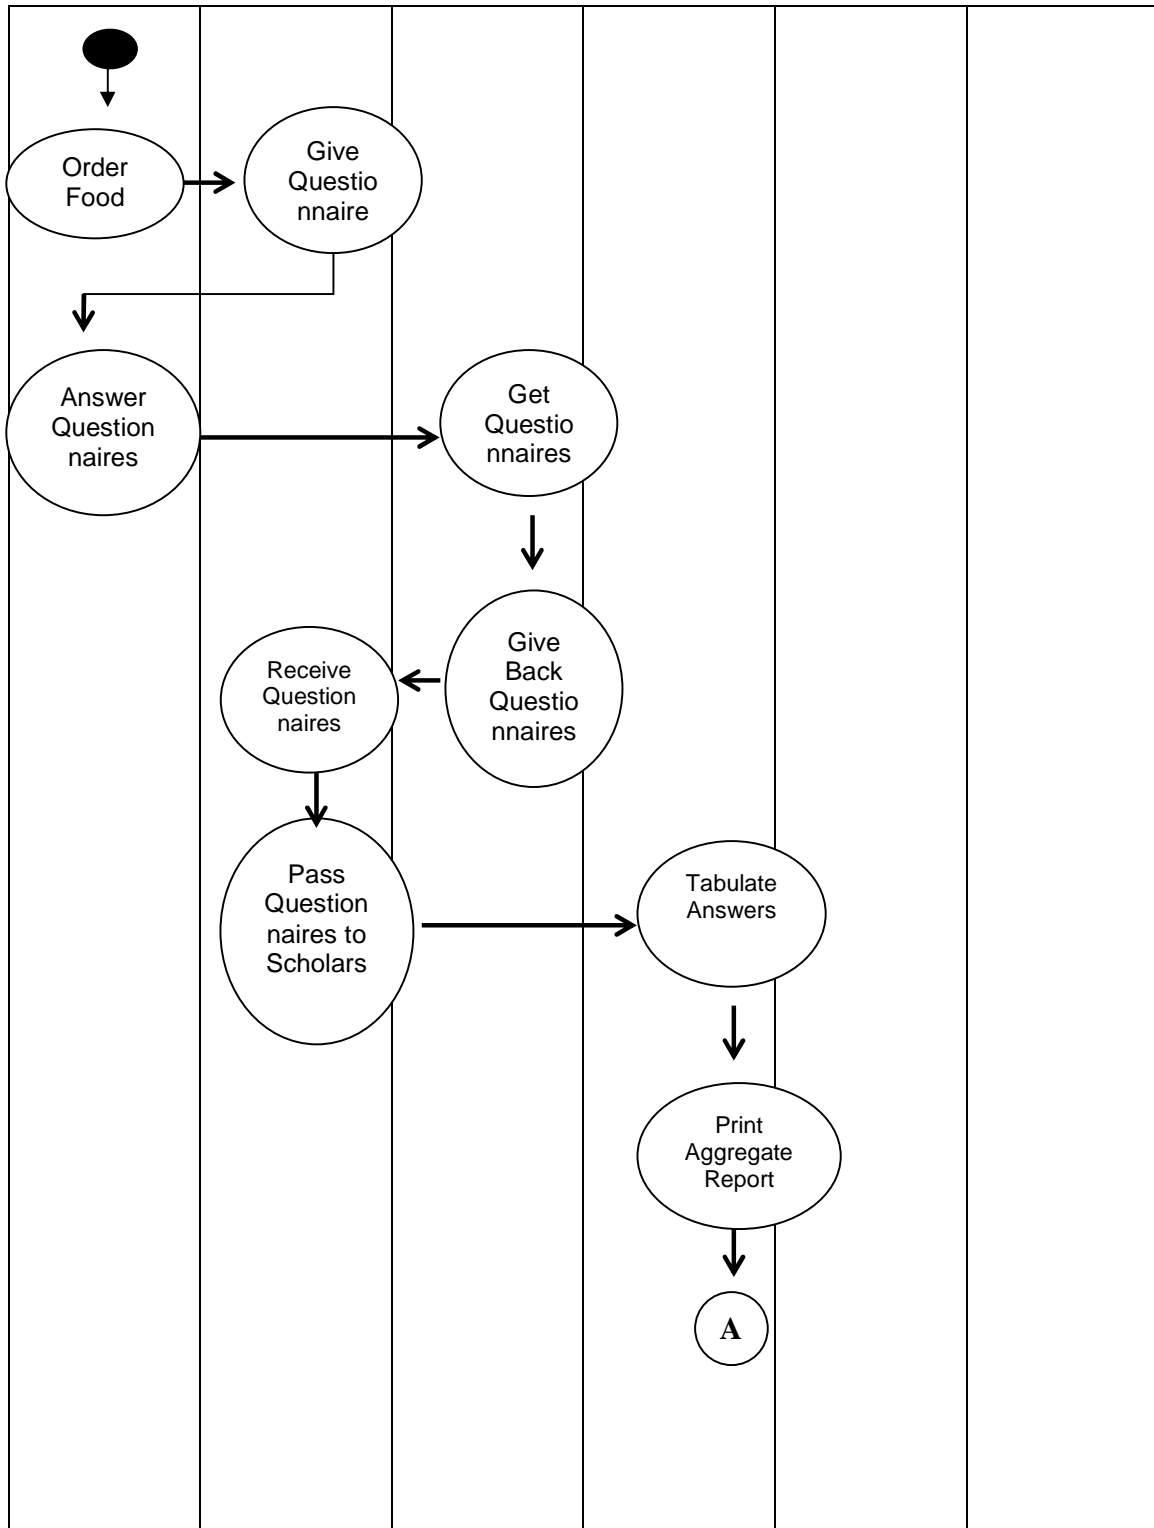 Order
Food
Give
Questio
nnaire
Answer
Question
naires
Get
Questio
nnaires
Give
Back
Questio
nnaires
Receive
Question
naires
Pass
Question
naires to
Scholars
Tabulate
Answers
Print
Aggregate
Report
A